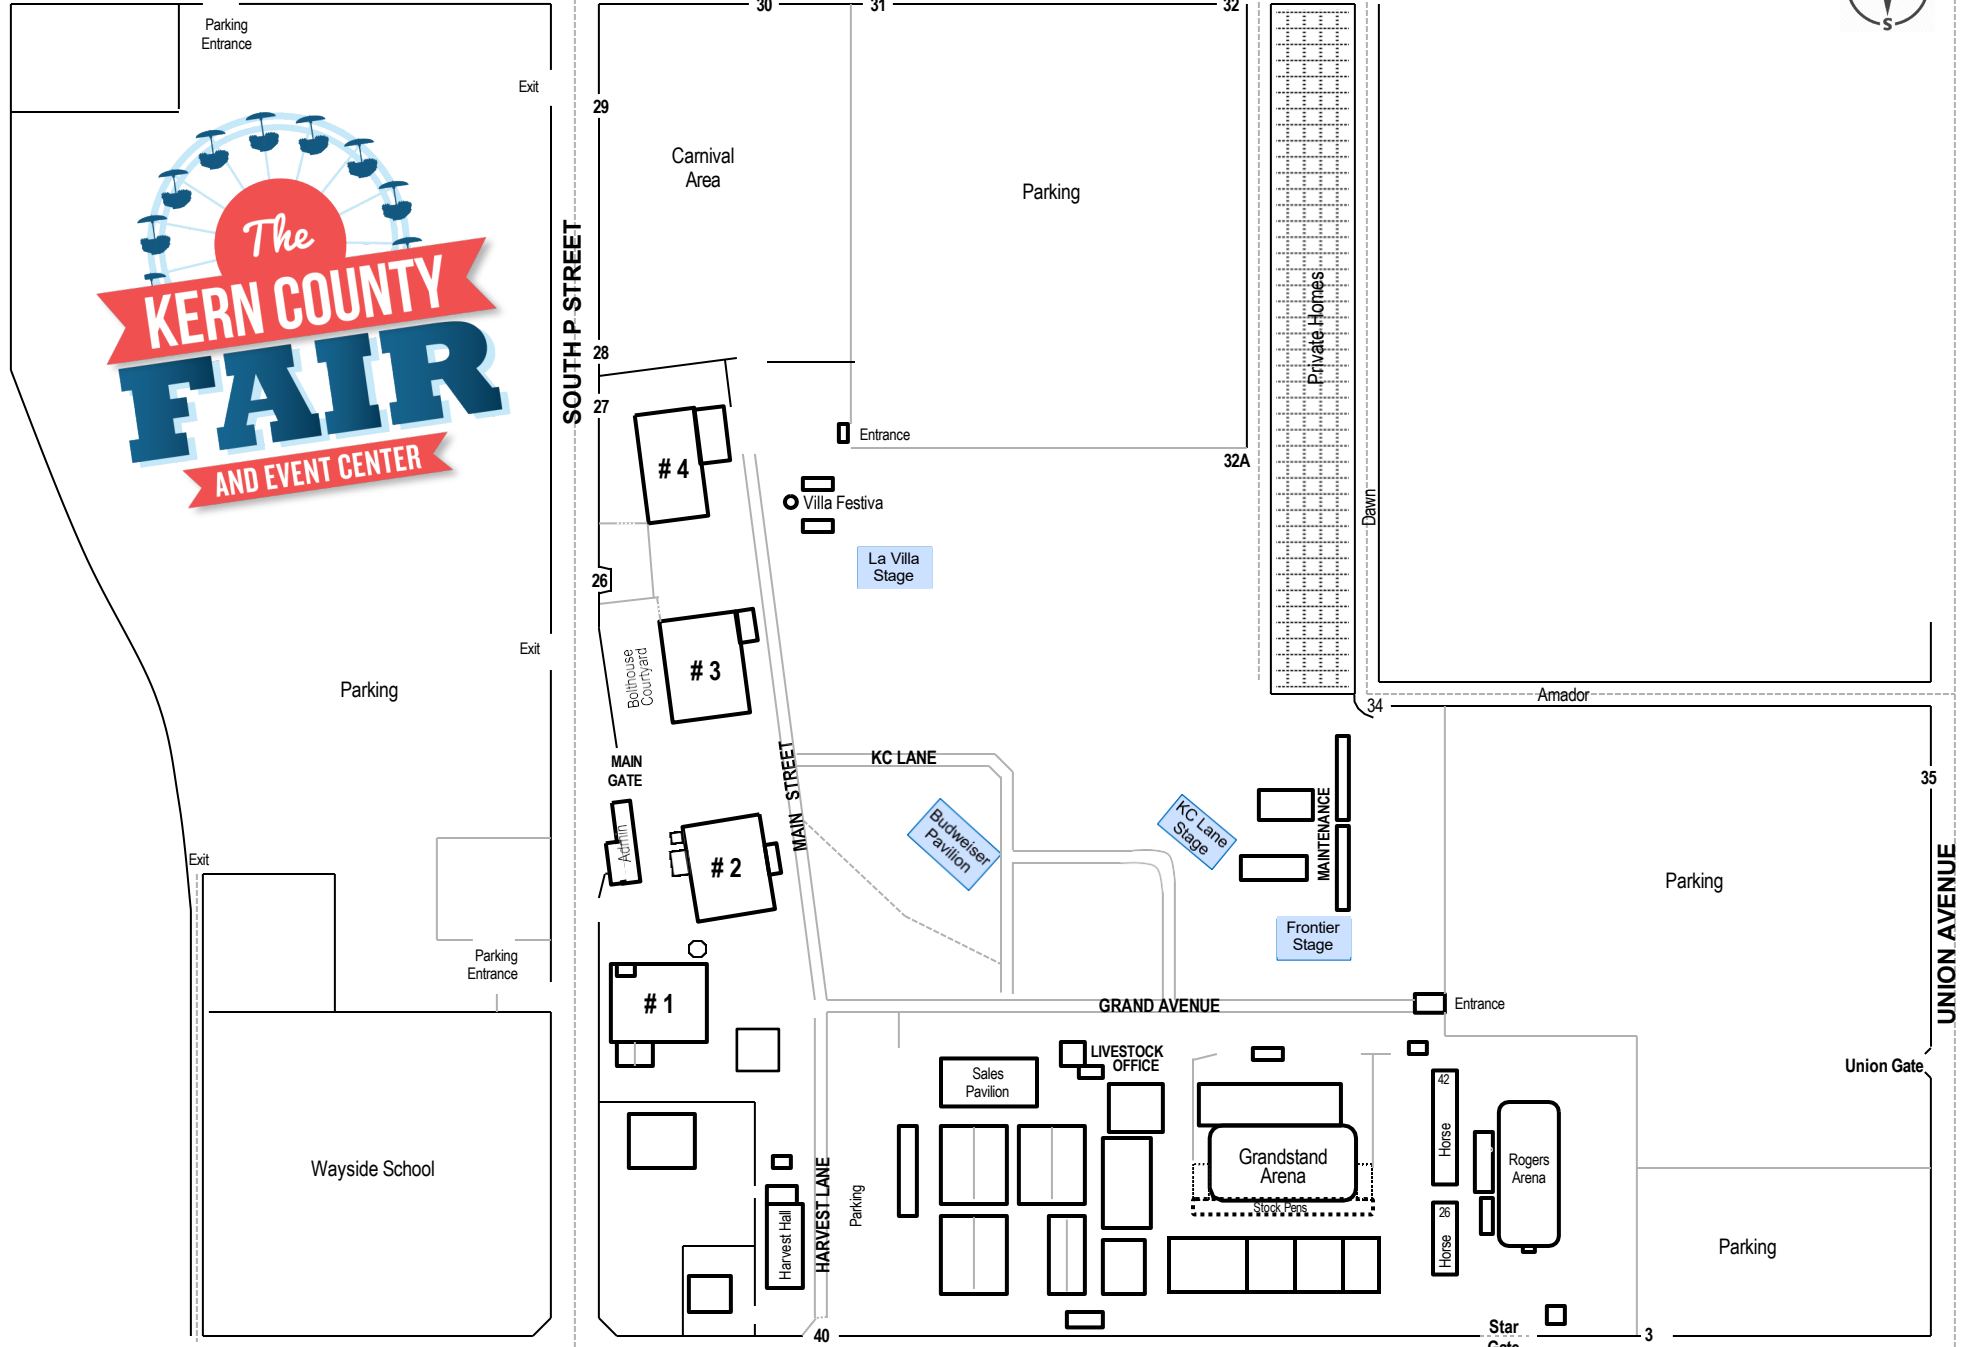 30
31
32
S
Parking
Entrance
Exit
29
Carnival
Area
Parking
The
KERN COUNTY
FAIR
AND EVENT CENTER
SOUTH P STREET
Private Homes
28
27
# 4
Entrance
32A
Villa Festiva
Dawn
La Villa
Stage
26
Exit
Bolthouse
Courtyard
# 3
Parking
Amador
34
MAIN
GATE
MAIN STREET
KC LANE
35
Budweiser
Pavilion
KC Lane
Stage
MAINTENANCE
Admin
# 2
Exit
Parking
UNION AVENUE
Frontier
Stage
Parking
Entrance
# 1
GRAND AVENUE
Entrance
LIVESTOCK
OFFICE
Union Gate
Sales
Pavilion
42
Horse
Wayside School
Grandstand
Arena
Rogers
Arena
Stock Pens
HARVEST LANE
Parking
Harvest Hall
26
Horse
Parking
40
Star
Gate
3